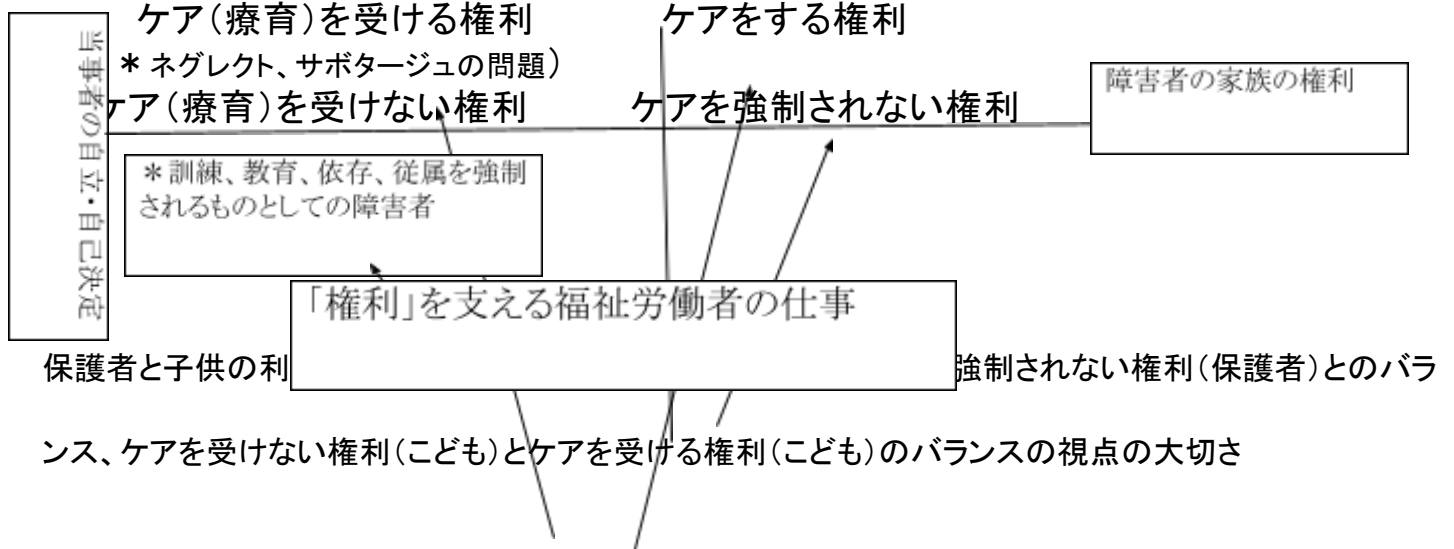 ケア（療育）を受ける権利　ケアをする権利
＊ネグレクト、サボタージュの問題）
ケア（療育）を受けない権利　ケアを強制されない権利
当事者の自立・自己決定
障害者の家族の権利
＊訓練、教育、依存、従属を強制
されるものとしての障害者
「権利」を支える福祉労働者の仕事
保護者と子供の利
強制されない権利（保護者）とのバラ
ンス、ケアを受けない権利（こども）とケアを受ける権利（こども）のバランスの視点の大切さ